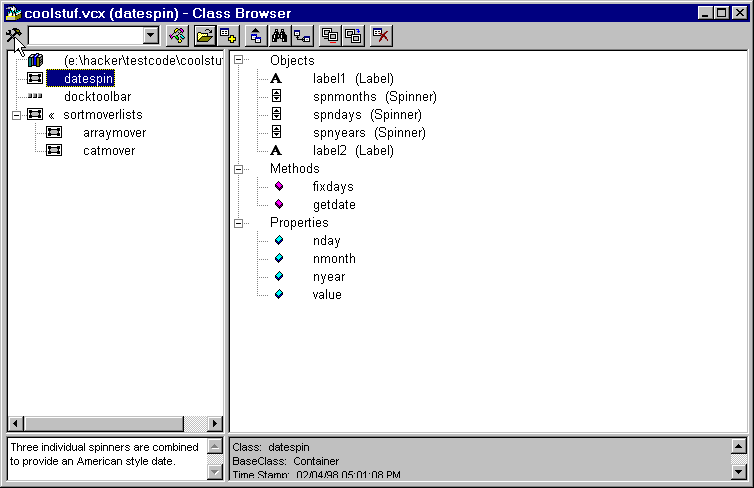 coolstuf.vcx (datespin) - Class Browser
(e:\hacker\testcode\coolstu
datespin
docktoolbar
« sortmoverlists
arraymover
catmover
Objects
label1 (Label)
spnmonths (Spinner)
spndays (Spinner)
spnyears (Spinner)
label2 (Label)
Methods
fixdays
getdate
Properties
nday
nmonth
nyear
value
Three individual spinners are combined
to provide an American style date.
Class: datespin
BaseClass: Container
Time Stamp: 02/04/98 05:01:08 PM